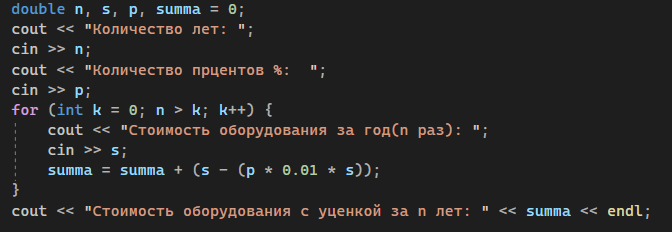 double n, s, p, summa = 0;
cout << "Количество лет: ";
cin >> n;
cout << "Количество прцентов %:  ";
cin >> p;
for (int k = 0; n > k; k++) {
    cout << "Стоимость оборудования за год(n раз): ";
    cin >> s;
    summa = summa + (s - (p * 0.01 * s));
}
cout << "Стоимость оборудования с уценкой за n лет: " << summa << endl;